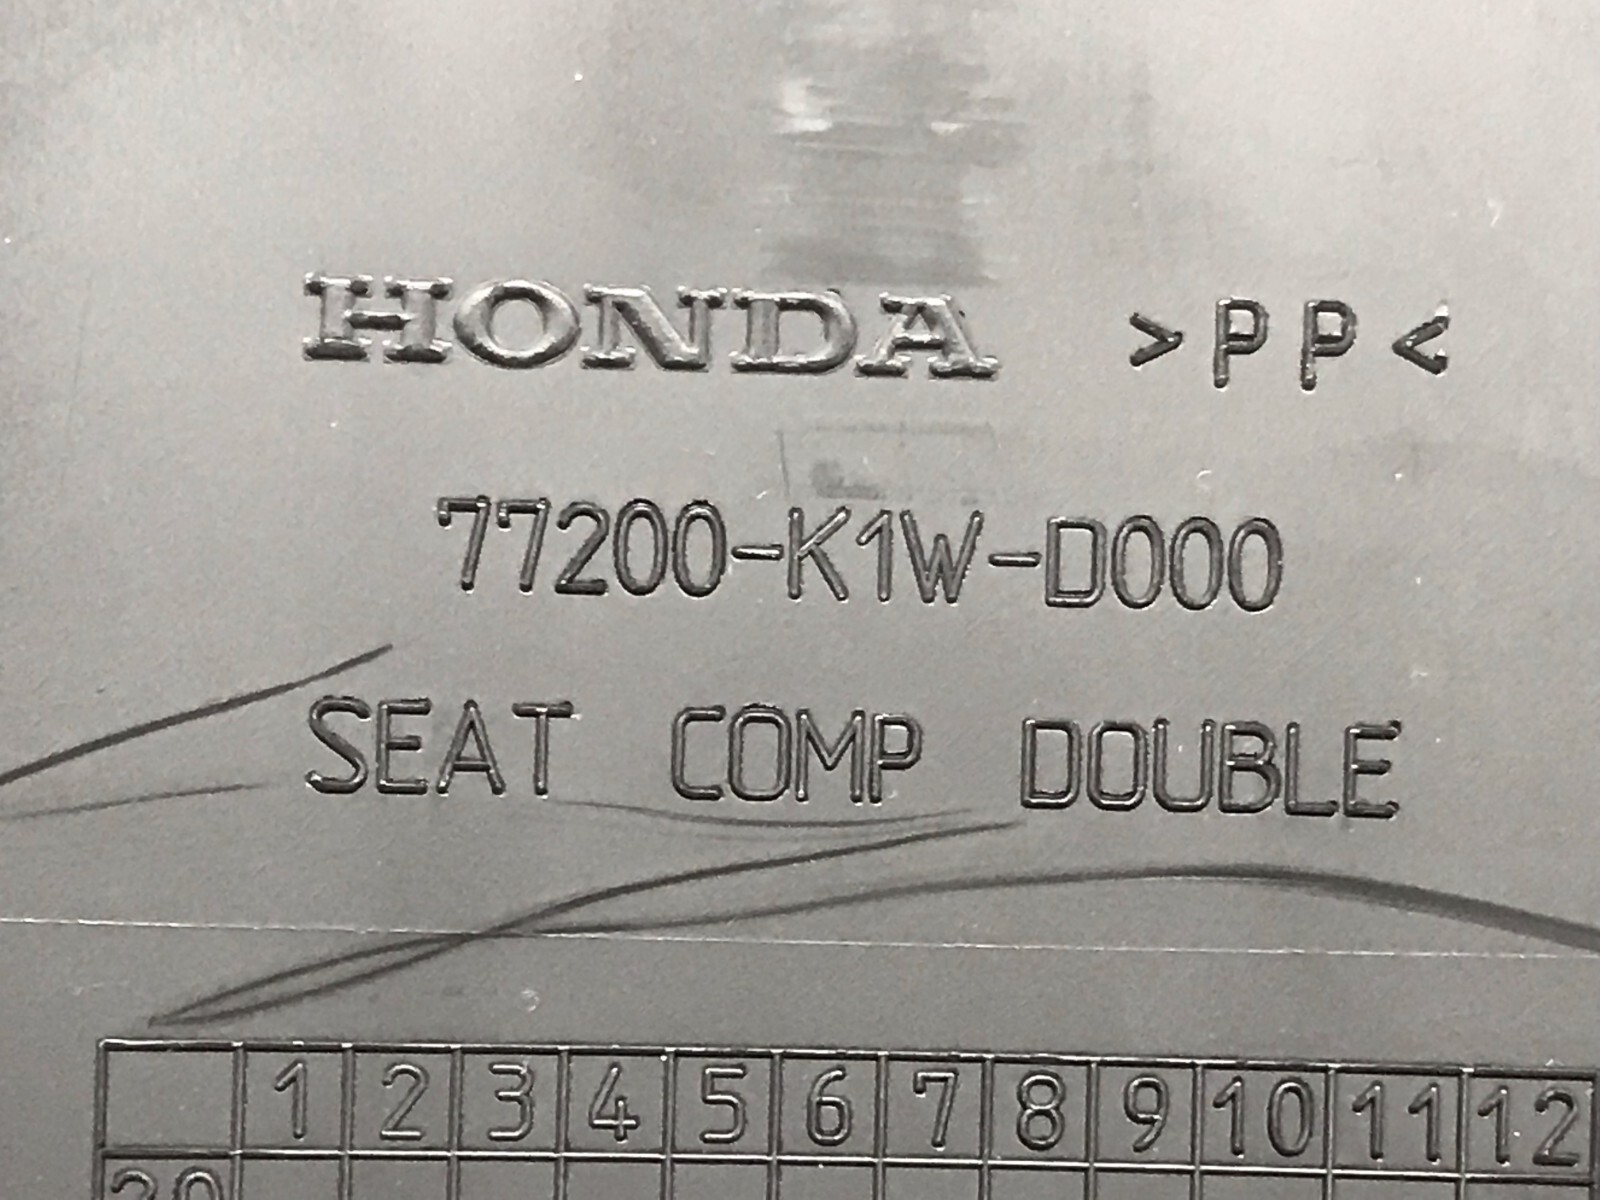 HONDA >PP<
77200-K1W-D000
SEAT COMP DOUBLE
1 2 3 4 5 6 7 8 9 10 11 12
20